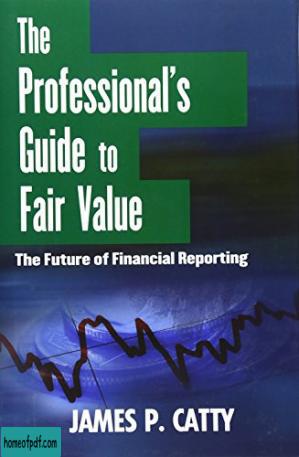 The
Professional's
Guide to
Fair Value
The Future of Financial Reporting
JAMES P. CATTY
homeofpdf.com